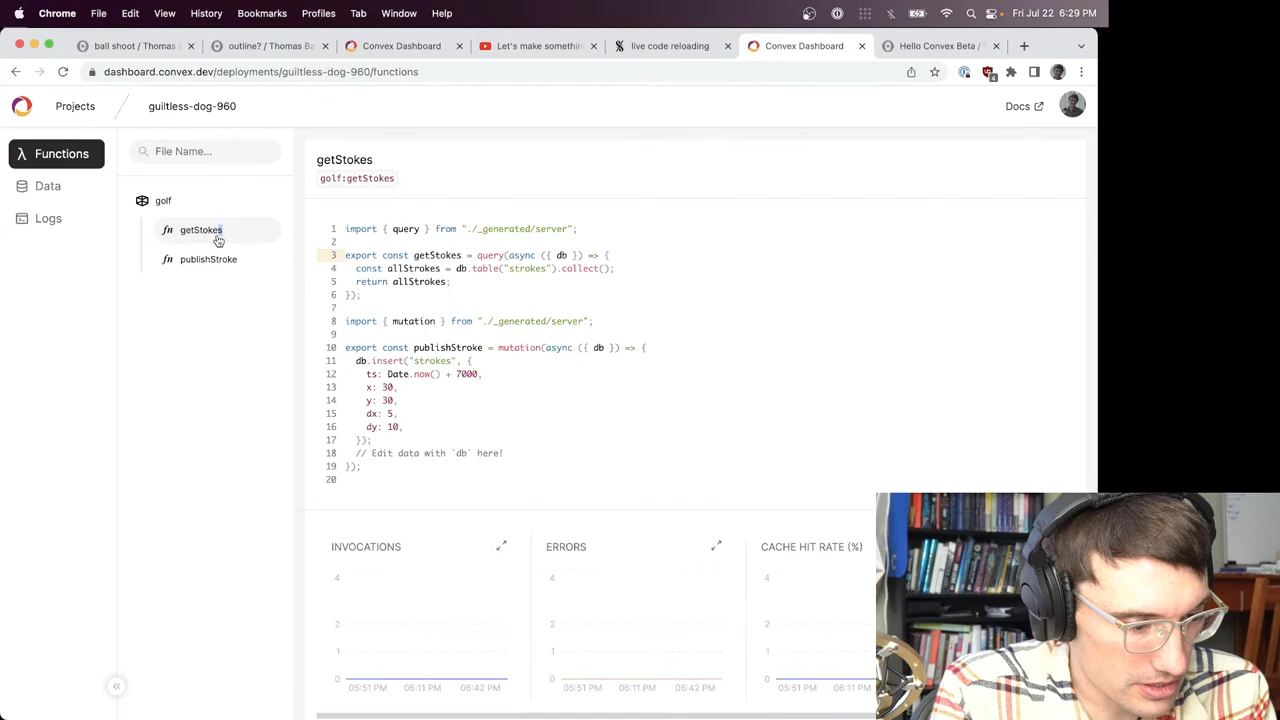 Chrome File Edit View History Bookmarks Profiles Tab Window Help Fri Jul 22 6:29 PM
ball shoot / Thomas outline? / Thomas Ba Convex Dashboard Let's make somethin live code reloading Convex Dashboard Hello Convex Beta /
dashboard.convex.dev/deployments/guiltless-dog-960/functions
4
Projects guiltless-dog-960 Docs
Functions
Data
Logs
File Name...
golf
fn getStokes
fn publishStroke
getStokes
golf:getStokes
1 import { query } from "./_generated/server";
2
3 export const getStokes = query(async ({ db }) => {
4 const allStrokes = db.table("strokes").collect();
5 return allStrokes;
6 });
7
8 import { mutation } from "./_generated/server";
9
10 export const publishStroke = mutation(async ({ db }) => {
11 db.insert("strokes", {
12 ts: Date.now() + 7000,
13 x: 30,
14 y: 30,
15 dx: 5,
16 dy: 10,
17 });
18 // Edit data with `db` here!
19 });
20
INVOCATIONS
4
2
1
0
05:51 PM 06:11 PM 06:42 PM
ERRORS
4
2
1
0
05:51 PM 06:11 PM 06:42 PM
CACHE HIT RATE (%)
4
2
1
0
05:51 PM 06:11 PM